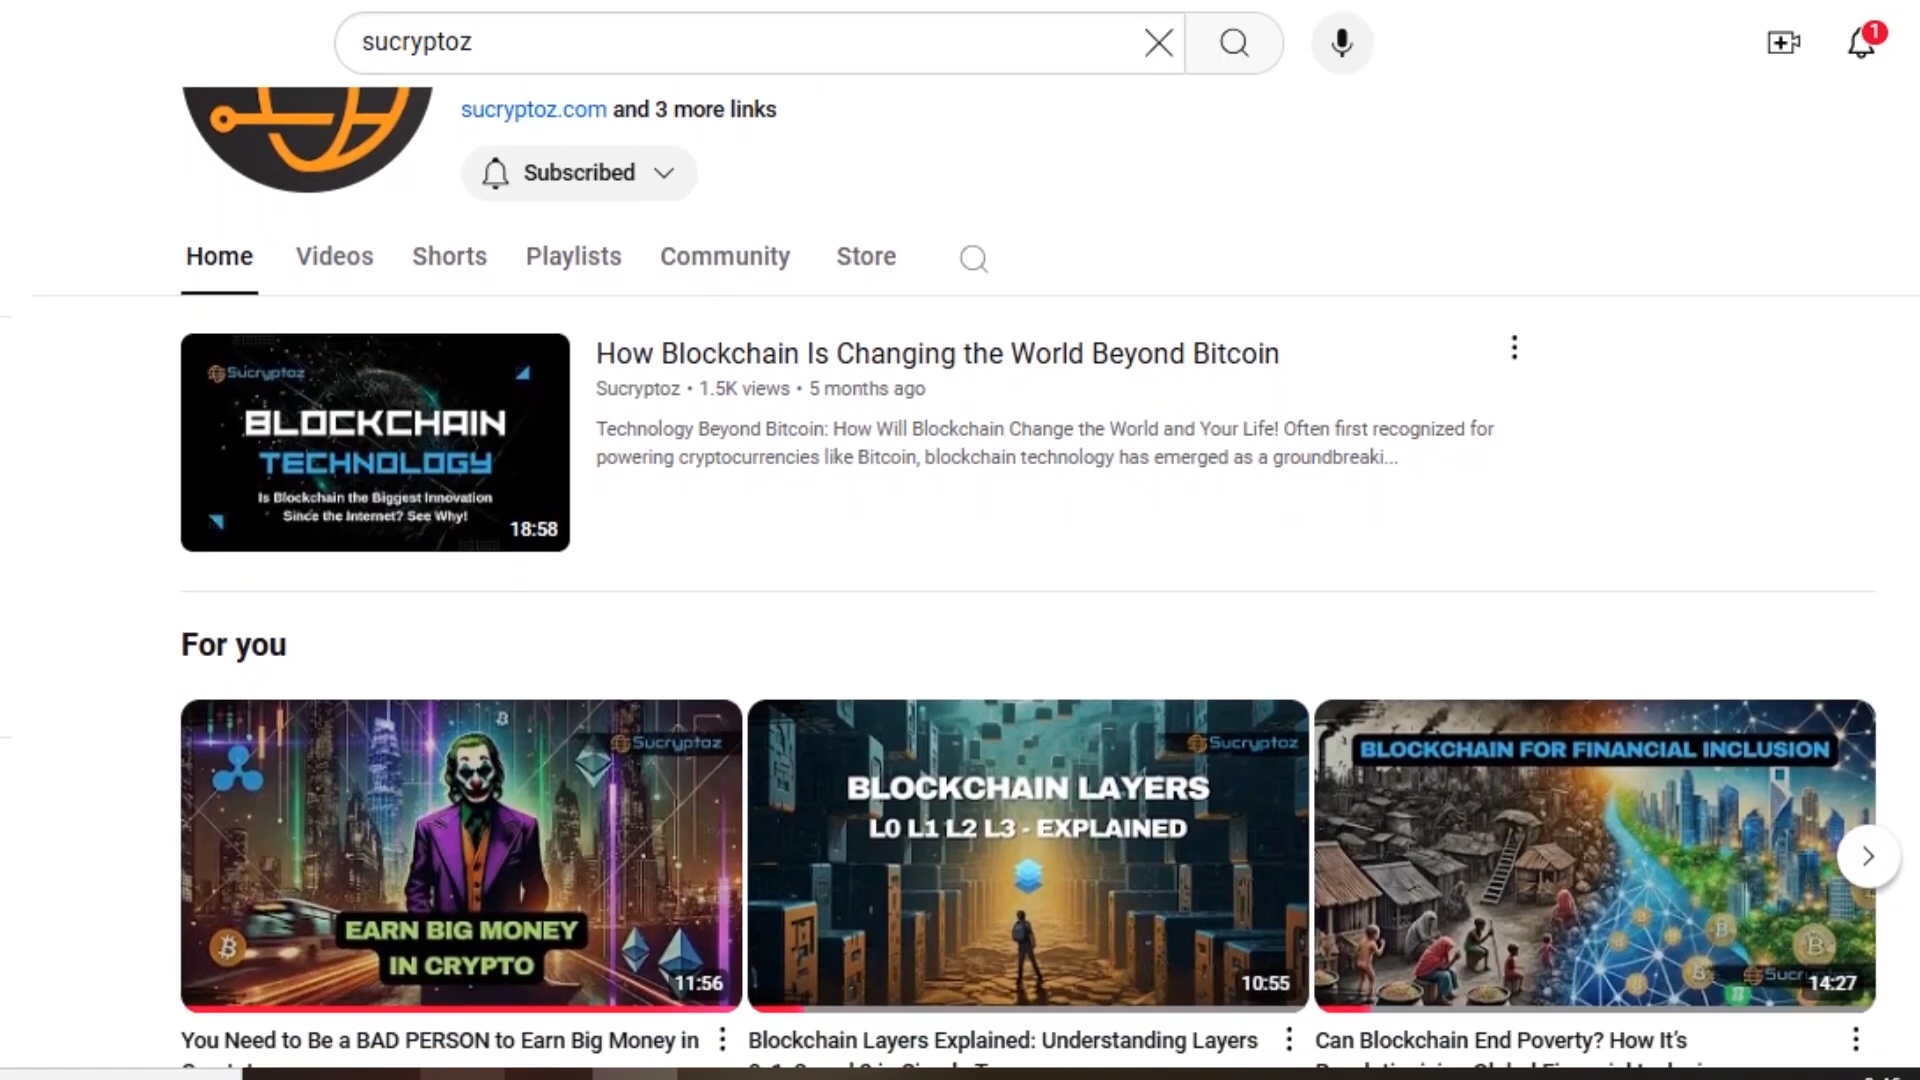 sucryptoz
1
sucryptoz.com and 3 more links
Subscribed
Home Videos Shorts Playlists Community Store
Sucryptoz
BLOCKCHAIN
TECHNOLOGY
Is Blockchain the Biggest Innovation
Since the Internet? See Why!
18:58
How Blockchain Is Changing the World Beyond Bitcoin
Sucryptoz • 1.5K views • 5 months ago
Technology Beyond Bitcoin: How Will Blockchain Change the World and Your Life! Often first recognized for
powering cryptocurrencies like Bitcoin, blockchain technology has emerged as a groundbreaki...
For you
Sucryptoz
EARN BIG MONEY
IN CRYPTO
11:56
You Need to Be a BAD PERSON to Earn Big Money in
Sucryptoz
BLOCKCHAIN LAYERS
L0 L1 L2 L3 - EXPLAINED
10:55
Blockchain Layers Explained: Understanding Layers
BLOCKCHAIN FOR FINANCIAL INCLUSION
14:27
Can Blockchain End Poverty? How It's